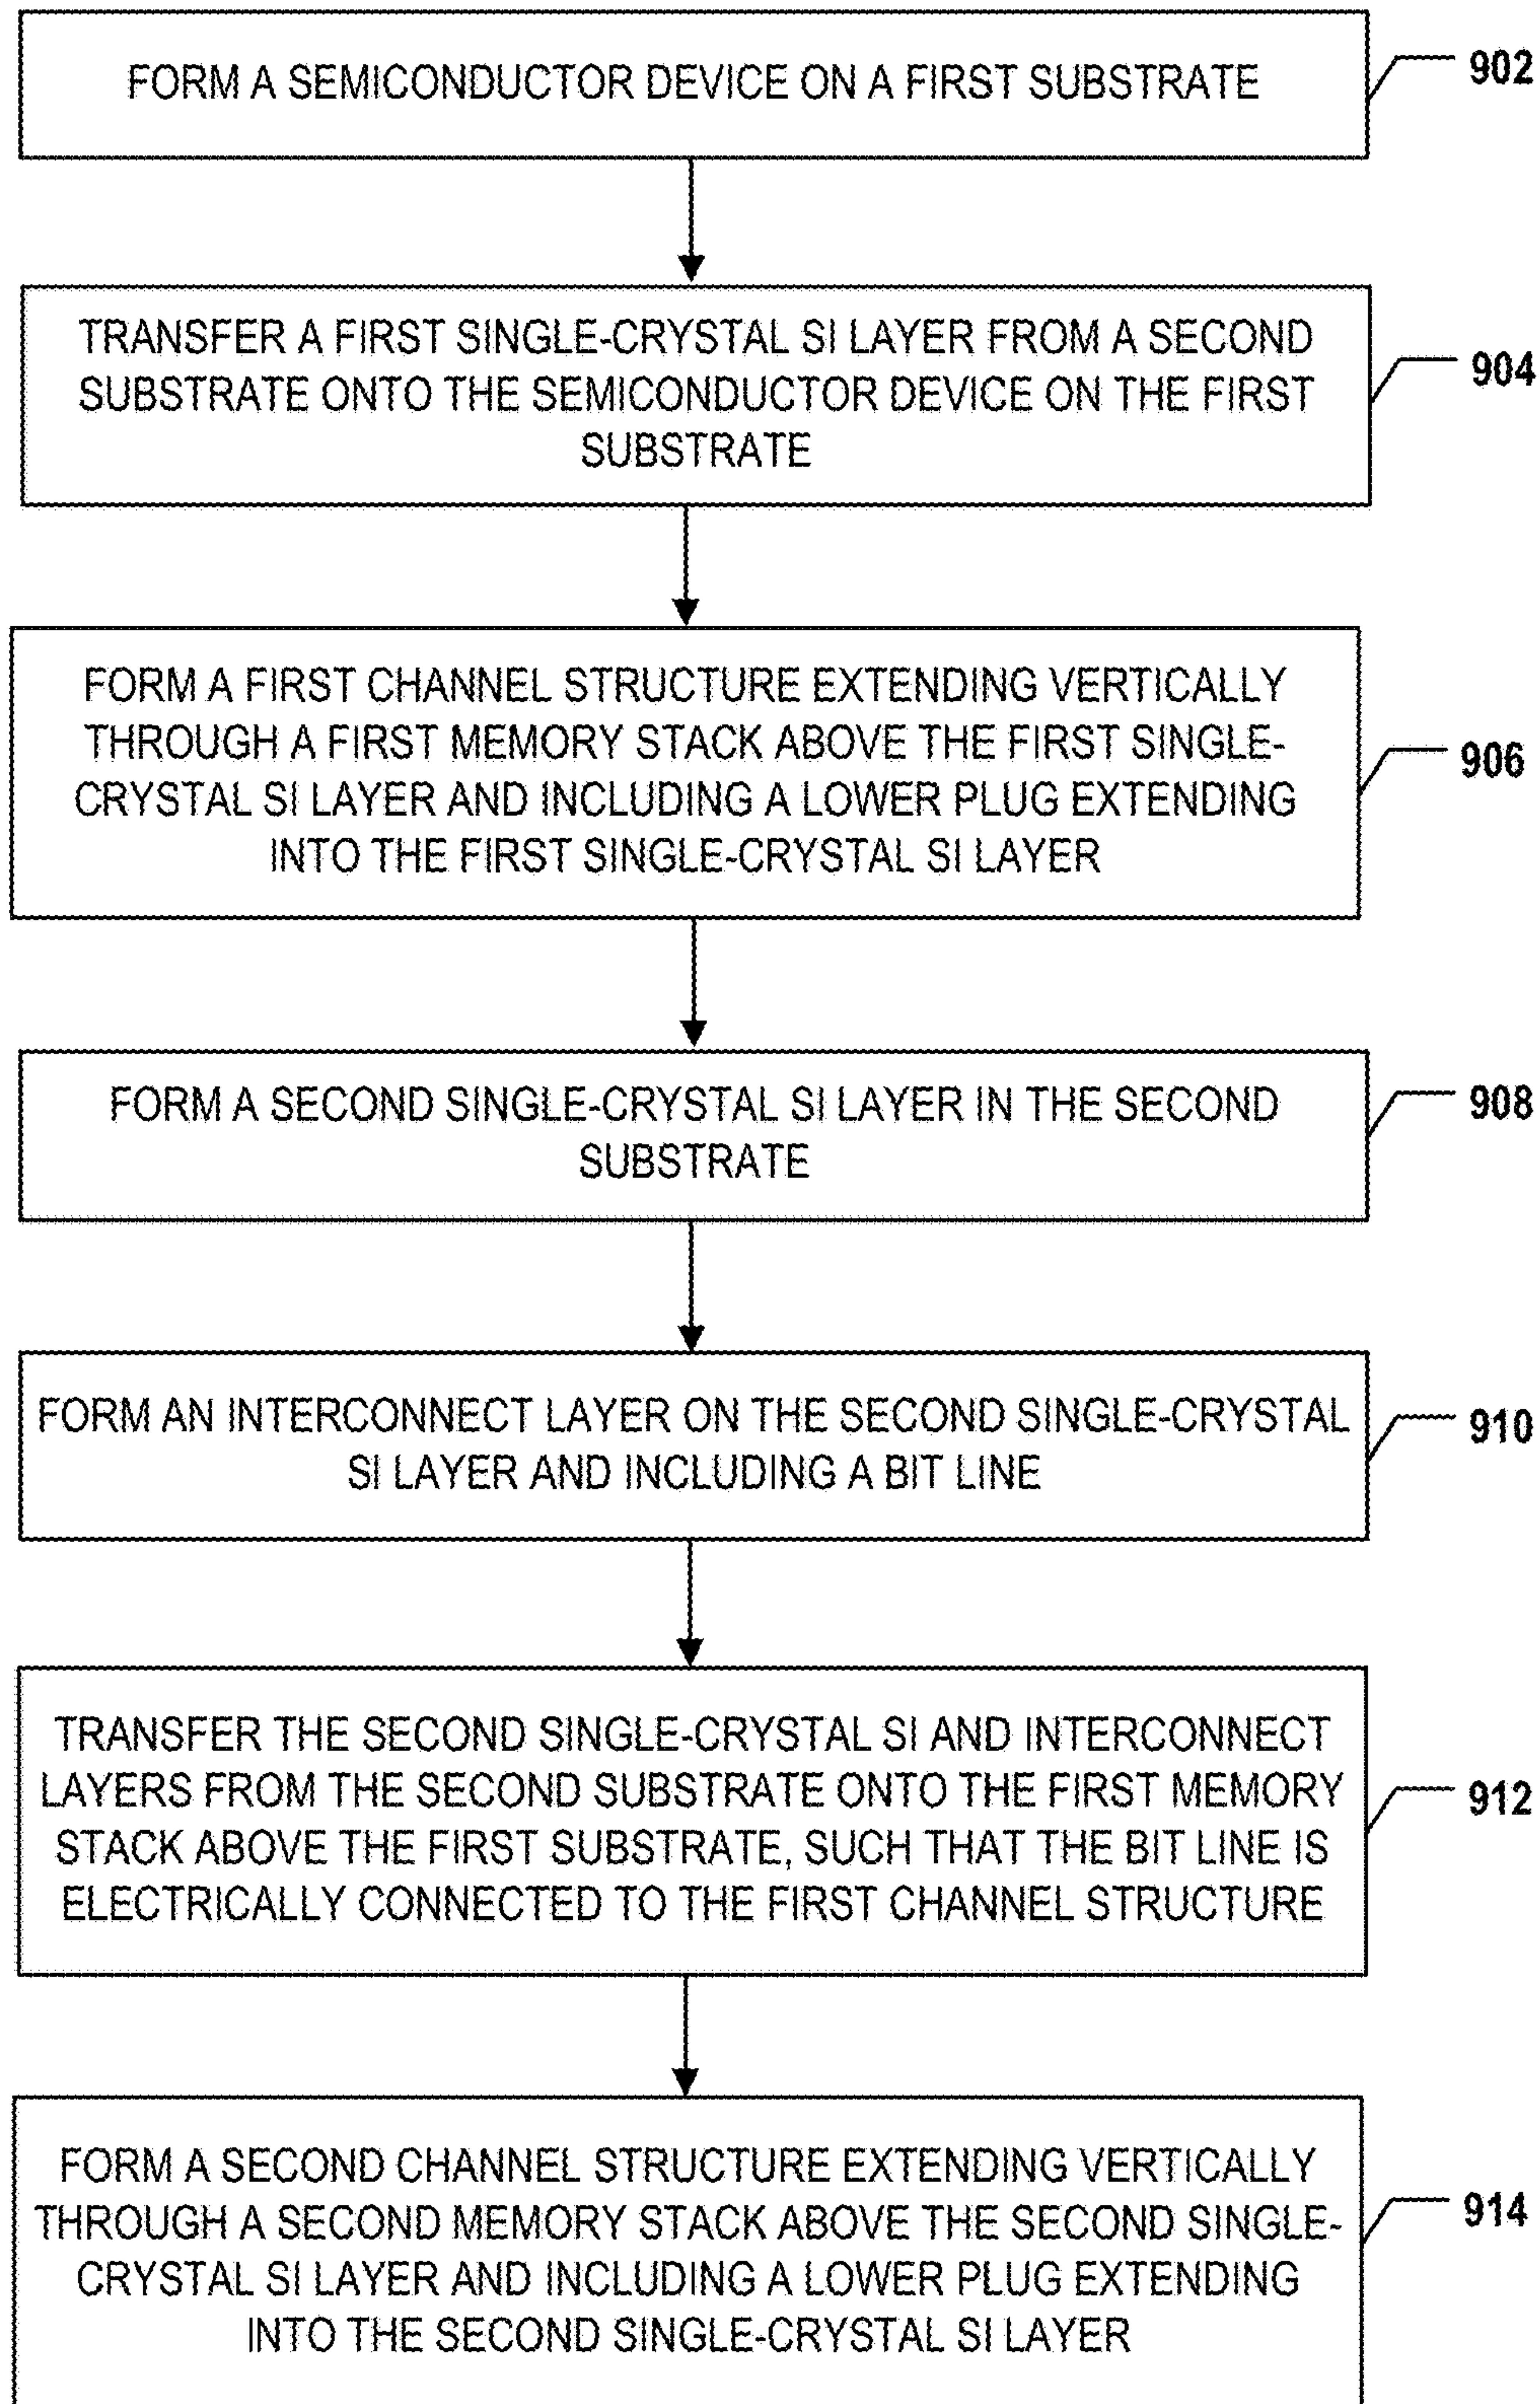 FORM A SEMICONDUCTOR DEVICE ON A FIRST SUBSTRATE
902
TRANSFER A FIRST SINGLE-CRYSTAL SI LAYER FROM A SECOND
SUBSTRATE ONTO THE SEMICONDUCTOR DEVICE ON THE FIRST
SUBSTRATE
904
FORM A FIRST CHANNEL STRUCTURE EXTENDING VERTICALLY
THROUGH A FIRST MEMORY STACK ABOVE THE FIRST SINGLE-
CRYSTAL SI LAYER AND INCLUDING A LOWER PLUG EXTENDING
INTO THE FIRST SINGLE-CRYSTAL SI LAYER
906
FORM A SECOND SINGLE-CRYSTAL SI LAYER IN THE SECOND
SUBSTRATE
908
FORM AN INTERCONNECT LAYER ON THE SECOND SINGLE-CRYSTAL
SI LAYER AND INCLUDING A BIT LINE
910
TRANSFER THE SECOND SINGLE-CRYSTAL SI AND INTERCONNECT
LAYERS FROM THE SECOND SUBSTRATE ONTO THE FIRST MEMORY
STACK ABOVE THE FIRST SUBSTRATE, SUCH THAT THE BIT LINE IS
ELECTRICALLY CONNECTED TO THE FIRST CHANNEL STRUCTURE
912
FORM A SECOND CHANNEL STRUCTURE EXTENDING VERTICALLY
THROUGH A SECOND MEMORY STACK ABOVE THE SECOND SINGLE-
CRYSTAL SI LAYER AND INCLUDING A LOWER PLUG EXTENDING
INTO THE SECOND SINGLE-CRYSTAL SI LAYER
914